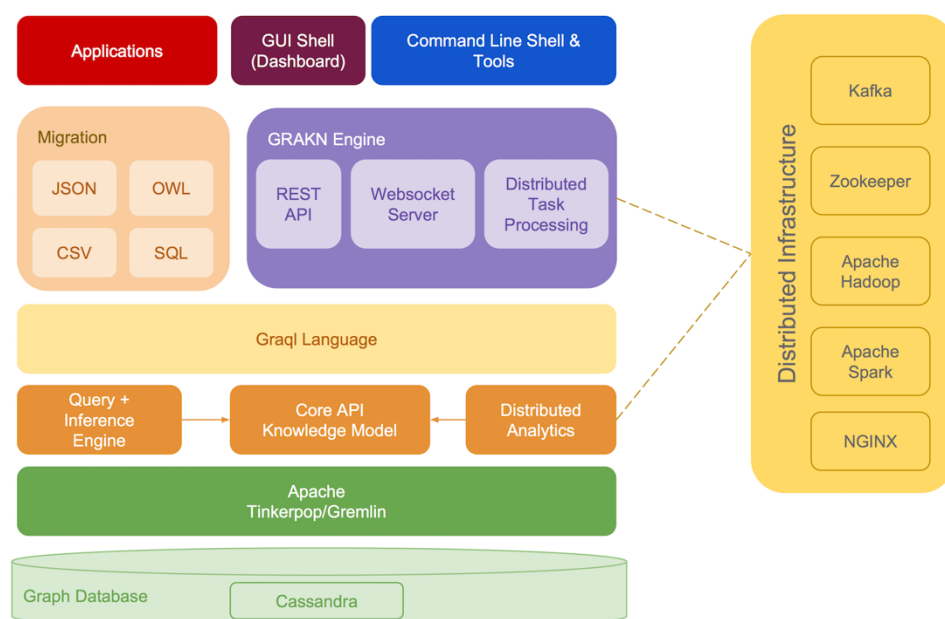 Applications
GUI Shell
(Dashboard)
Command Line Shell &
Tools
Migration
JSON
OWL
CSV
SQL
GRAKN Engine
REST
API
Websocket
Server
Distributed
Task
Processing
Graql Language
Query +
Inference
Engine
Core API
Knowledge Model
Distributed
Analytics
Apache
Tinkerpop/Gremlin
Graph Database
Cassandra
Distributed Infrastructure
Kafka
Zookeeper
Apache
Hadoop
Apache
Spark
NGINX